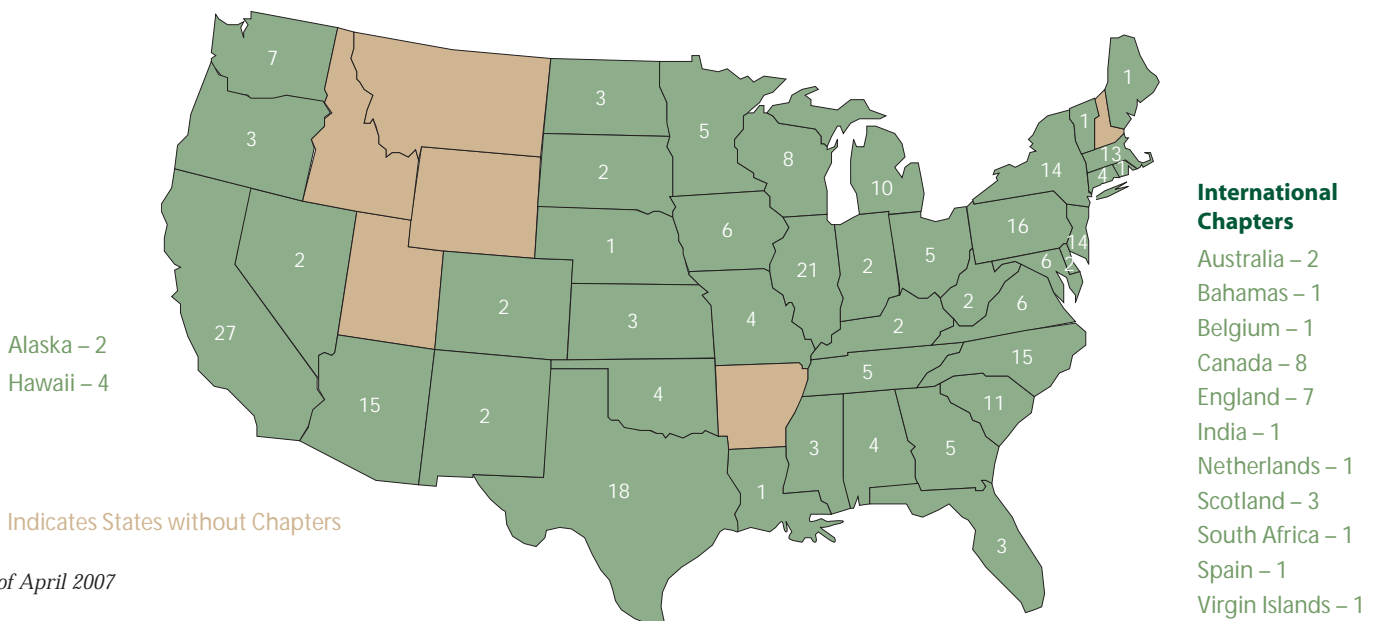 7
3
3
2
5
8
10
1
1
13
4
1
14
16
14
6
2
6
1
21
2
5
2
2
6
27
2
2
3
4
15
5
15
11
15
2
4
18
1
3
4
5
3
Alaska – 2
Hawaii – 4
Indicates States without Chapters
of April 2007
International
Chapters
Australia – 2
Bahamas – 1
Belgium – 1
Canada – 8
England – 7
India – 1
Netherlands – 1
Scotland – 3
South Africa – 1
Spain – 1
Virgin Islands – 1